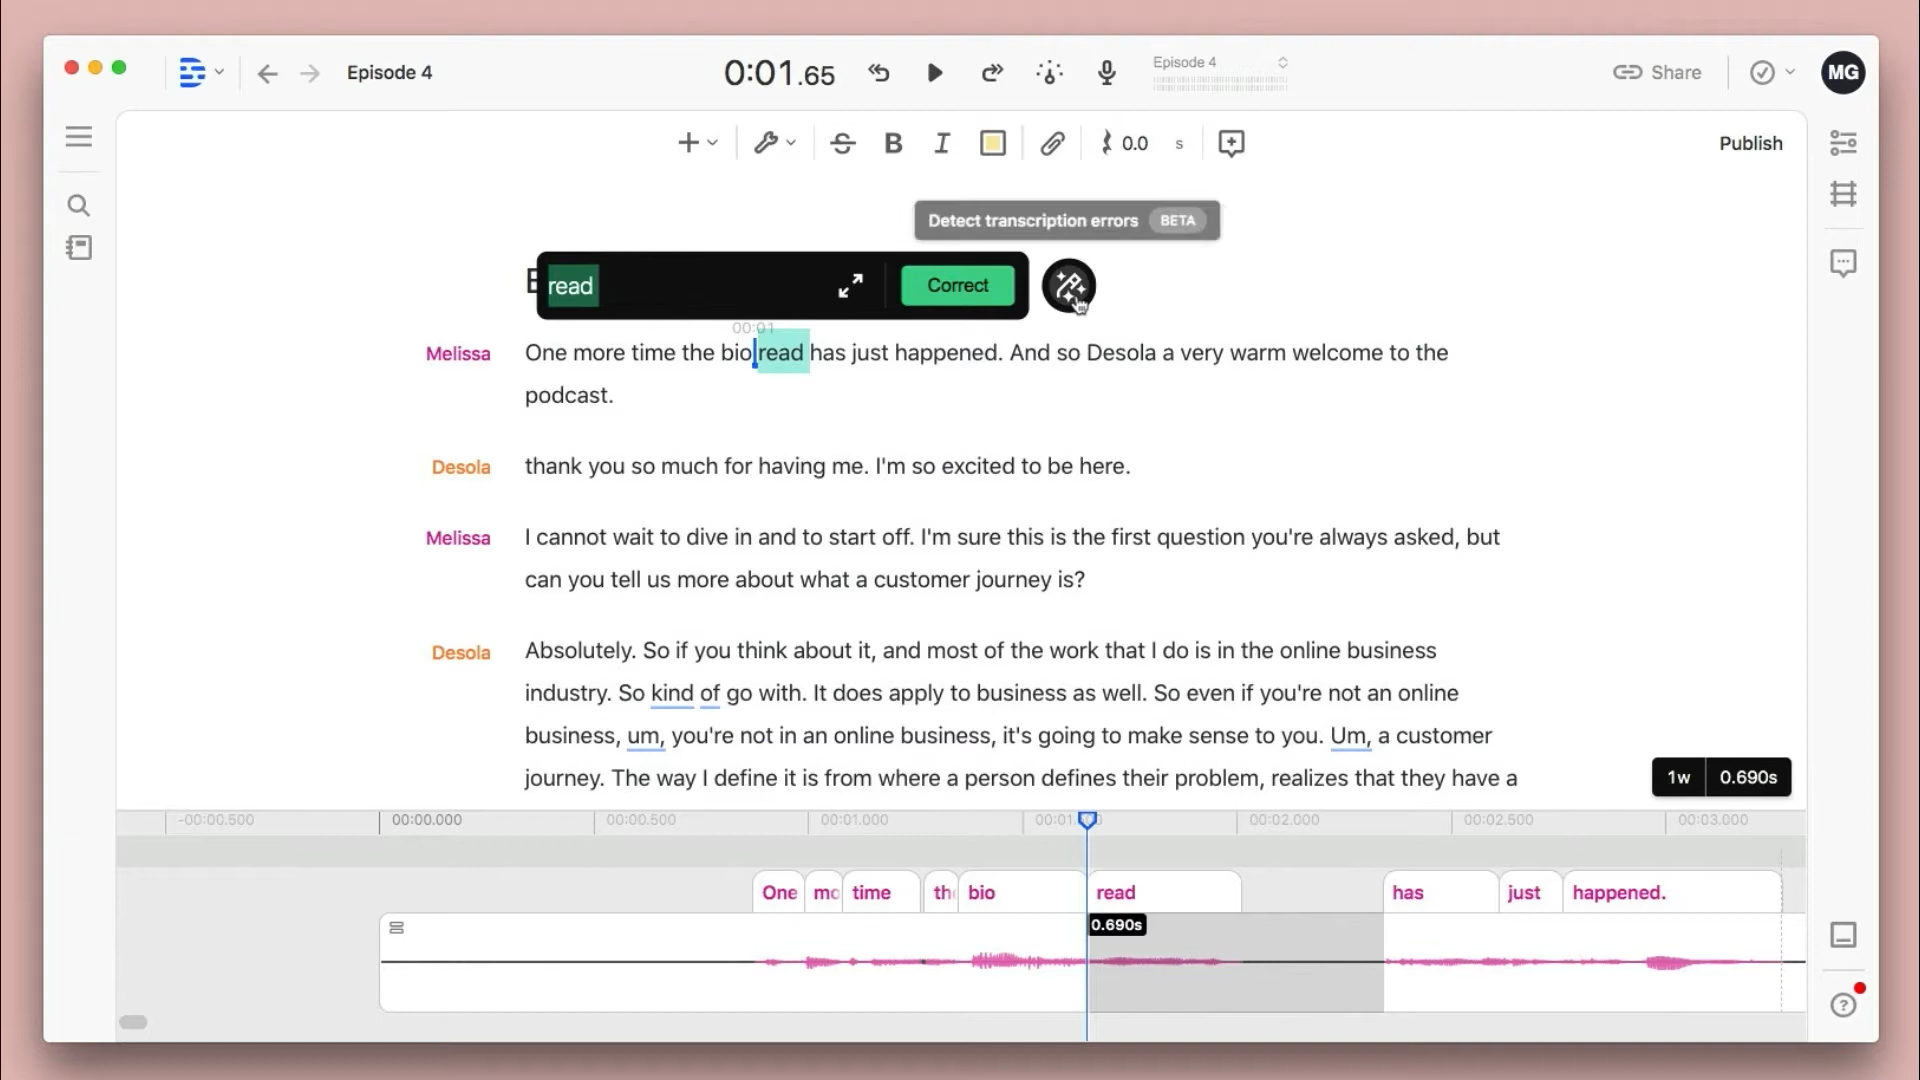 Episode 4
0:01.65
Episode 4
Share
MG
0.0 s
Publish
Detect transcription errors BETA
read
Correct
00:01
Melissa
One more time the bio read has just happened. And so Desola a very warm welcome to the
podcast.
Desola
thank you so much for having me. I'm so excited to be here.
Melissa
I cannot wait to dive in and to start off. I'm sure this is the first question you're always asked, but
can you tell us more about what a customer journey is?
Desola
Absolutely. So if you think about it, and most of the work that I do is in the online business
industry. So kind of go with. It does apply to business as well. So even if you're not an online
business, um, you're not in an online business, it's going to make sense to you. Um, a customer
journey. The way I define it is from where a person defines their problem, realizes that they have a
1w 0.690s
-00:00.500 00:00.000 00:00.500 00:01.000 00:02.000 00:02.500 00:03.000
One mo time th bio read has just happened.
0.690s